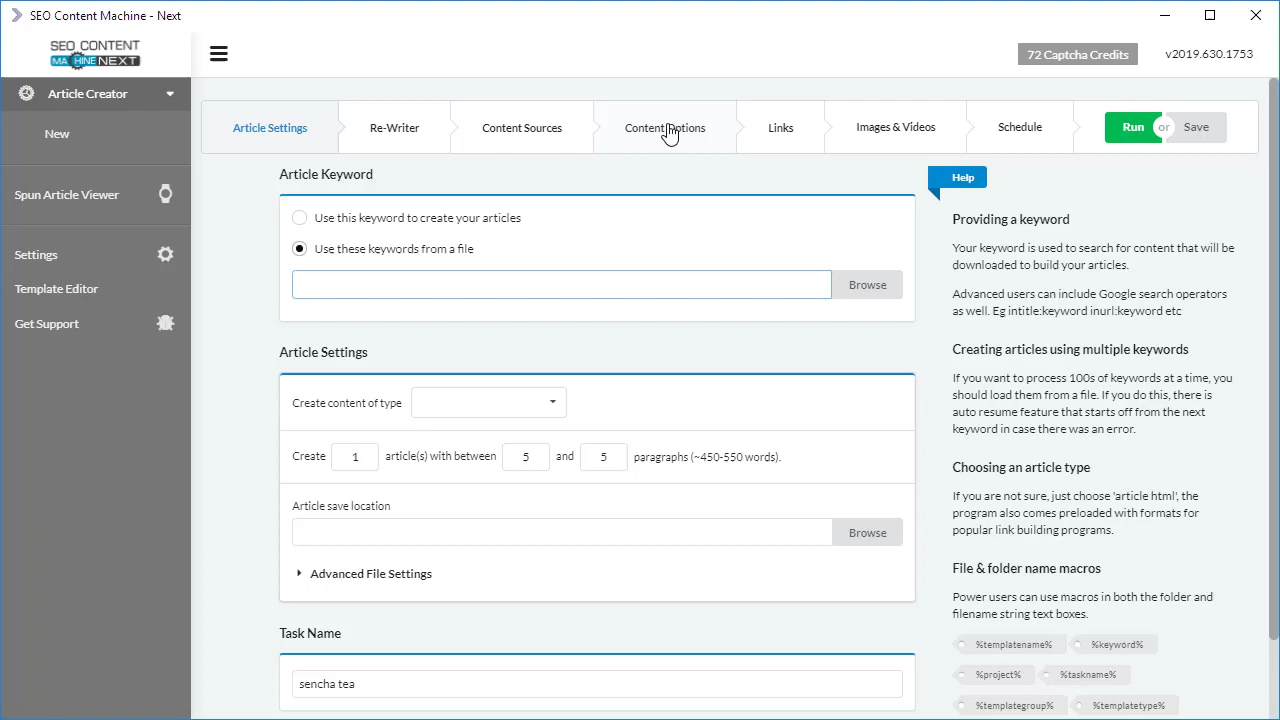 SEO Content Machine - Next
SEO CONTENT
MACHINE NEXT
72 Captcha Credits
v2019.630.1753
Article Creator
New
Spun Article Viewer
Settings
Template Editor
Get Support
Article Settings
Re-Writer
Content Sources
Content Options
Links
Images & Videos
Schedule
Run or Save
Article Keyword
Use this keyword to create your articles
Use these keywords from a file
Browse
Article Settings
Create content of type
Create 1 article(s) with between 5 and 5 paragraphs (~450-550 words).
Article save location
Browse
Advanced File Settings
Task Name
sencha tea
Help
Providing a keyword
Your keyword is used to search for content that will be
downloaded to build your articles.
Advanced users can include Google search operators
as well. Eg intitle:keyword inurl:keyword etc
Creating articles using multiple keywords
If you want to process 100s of keywords at a time, you
should load them from a file. If you do this, there is
auto resume feature that starts off from the next
keyword in case there was an error.
Choosing an article type
If you are not sure, just choose 'article html', the
program also comes preloaded with formats for
popular link building programs.
File & folder name macros
Power users can use macros in both the folder and
filename string text boxes.
%templatename% %keyword%
%project% %taskname%
%templategroup% %templatetype%